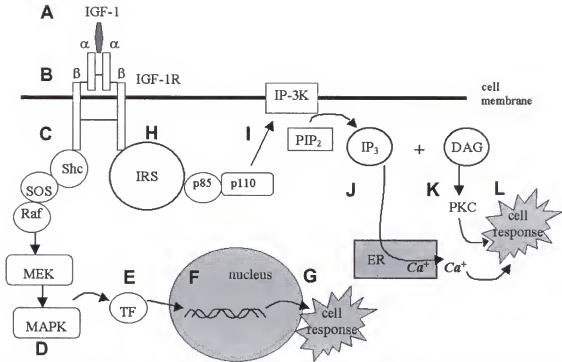 A
IGF-1
α
α
B
β
β
IGF-1R
IP-3K
cell
membrane
C
H
I
Shc
IRS
p85
p110
PIP2
IP3
+
DAG
SOS
Raf
J
K
L
PKC
cell
response
MEK
ER
Ca+
Ca+
E
F
nucleus
G
TF
MAPK
D
cell
response